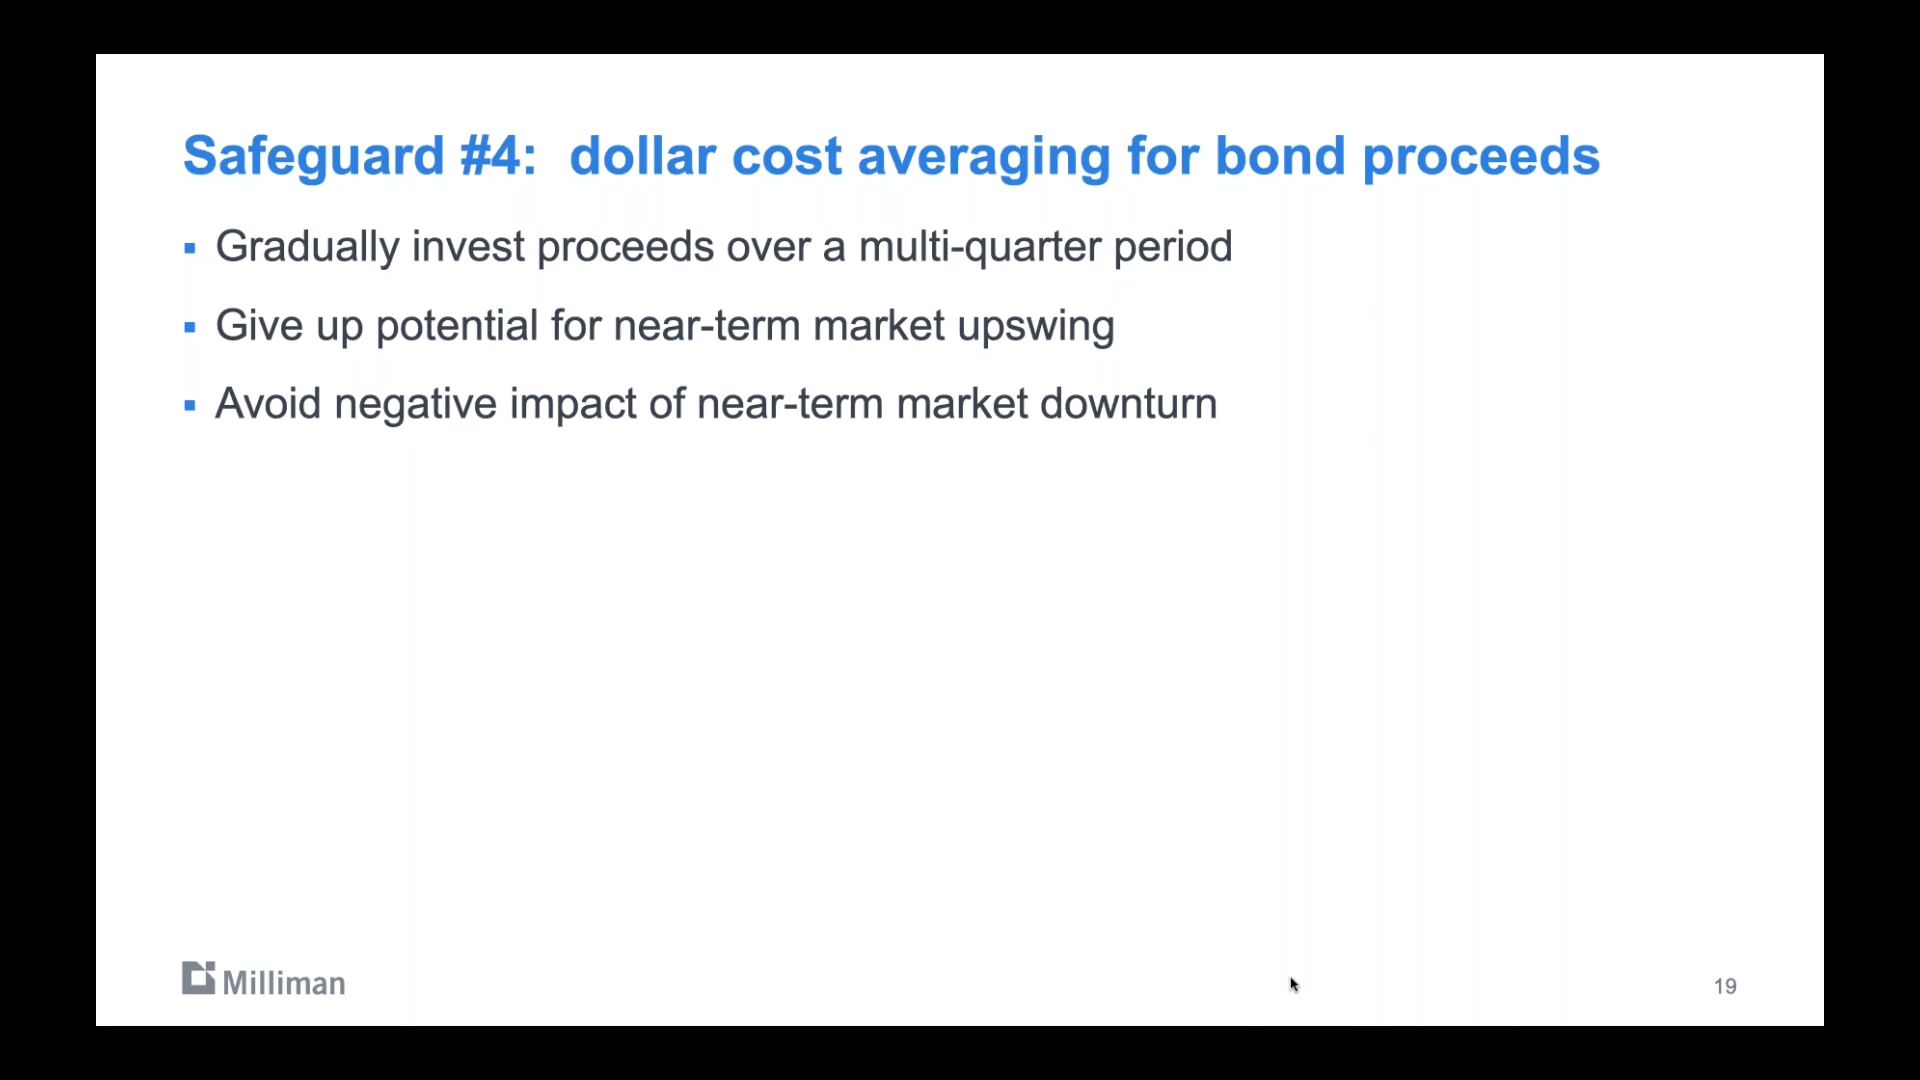 Safeguard #4: dollar cost averaging for bond proceeds
▪ Gradually invest proceeds over a multi-quarter period
▪ Give up potential for near-term market upswing
▪ Avoid negative impact of near-term market downturn
Milliman
19